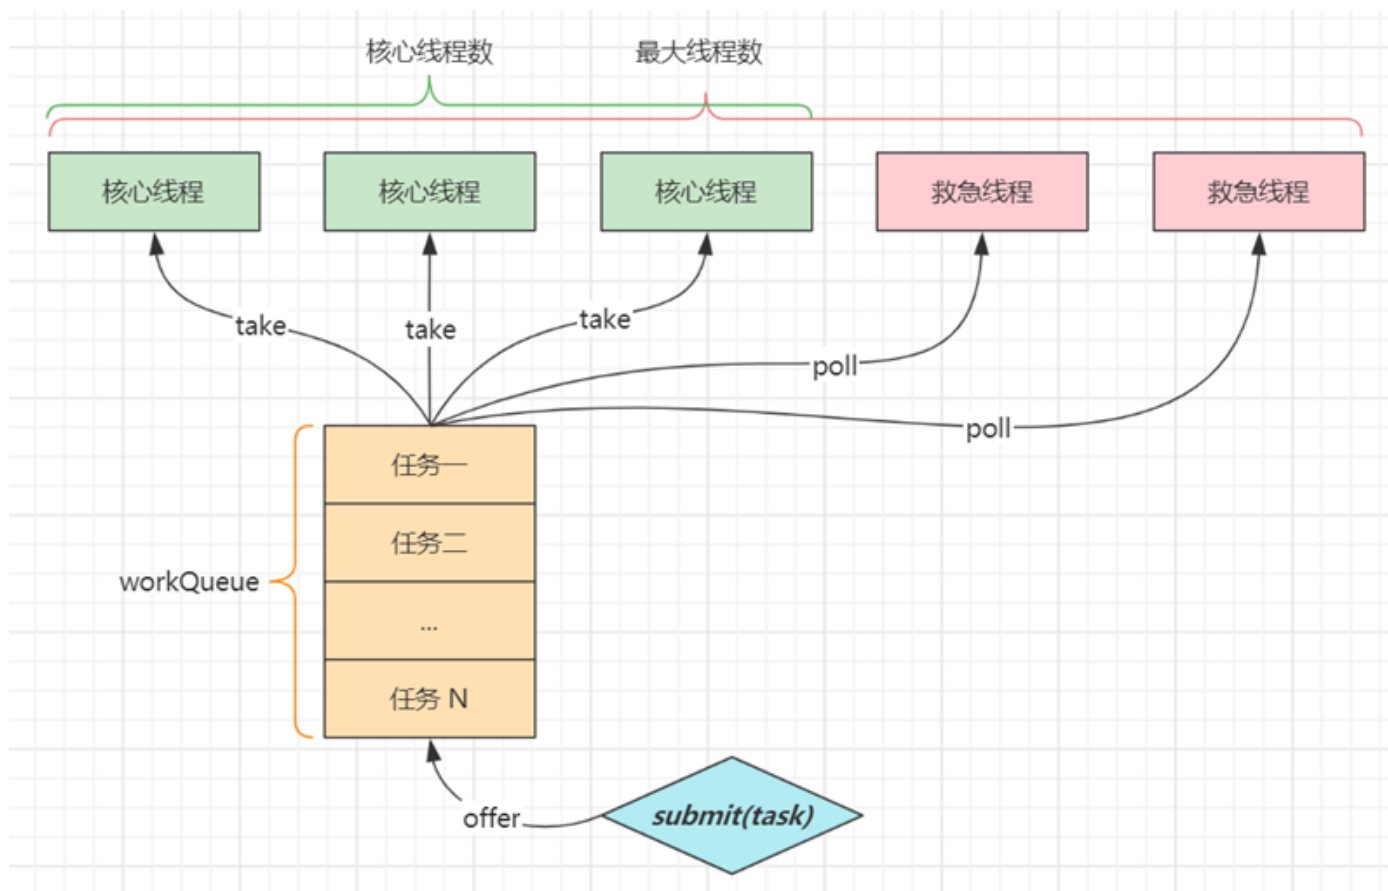 核心线程数
最大线程数
核心线程
核心线程
核心线程
救急线程
救急线程
take
take
take
poll
poll
任务一
任务二
...
任务 N
workQueue
offer
submit(task)